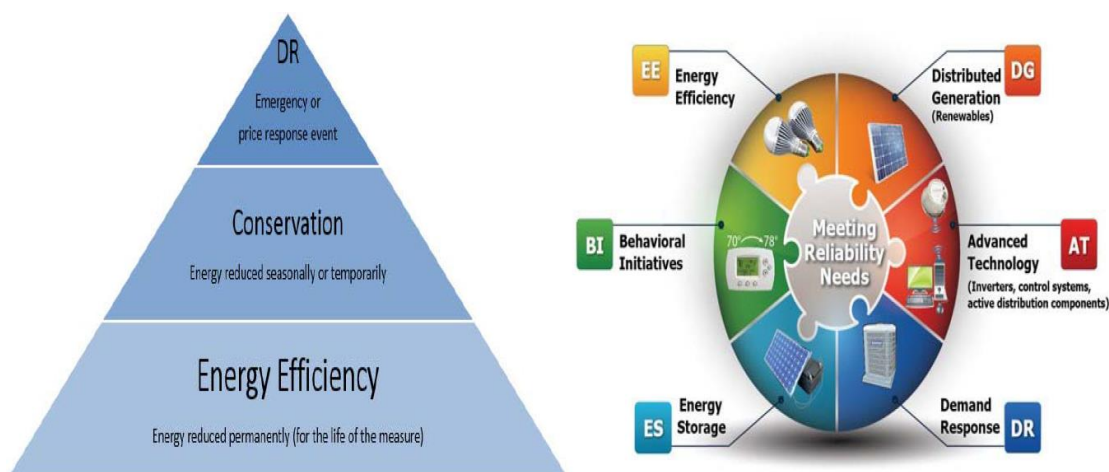 DR
Emergency or
price response event
Conservation
Energy reduced seasonally or temporarily
Energy Efficiency
Energy reduced permanently (for the life of the measure)
EE
Energy
Efficiency
Distributed
Generation
(Renewables)
DG
BI
Behavioral
Initiatives
70° 78°
Meeting
Reliability
Needs
Advanced
Technology
(Inverters, control systems,
active distribution components)
AT
ES
Energy
Storage
Demand
Response
DR